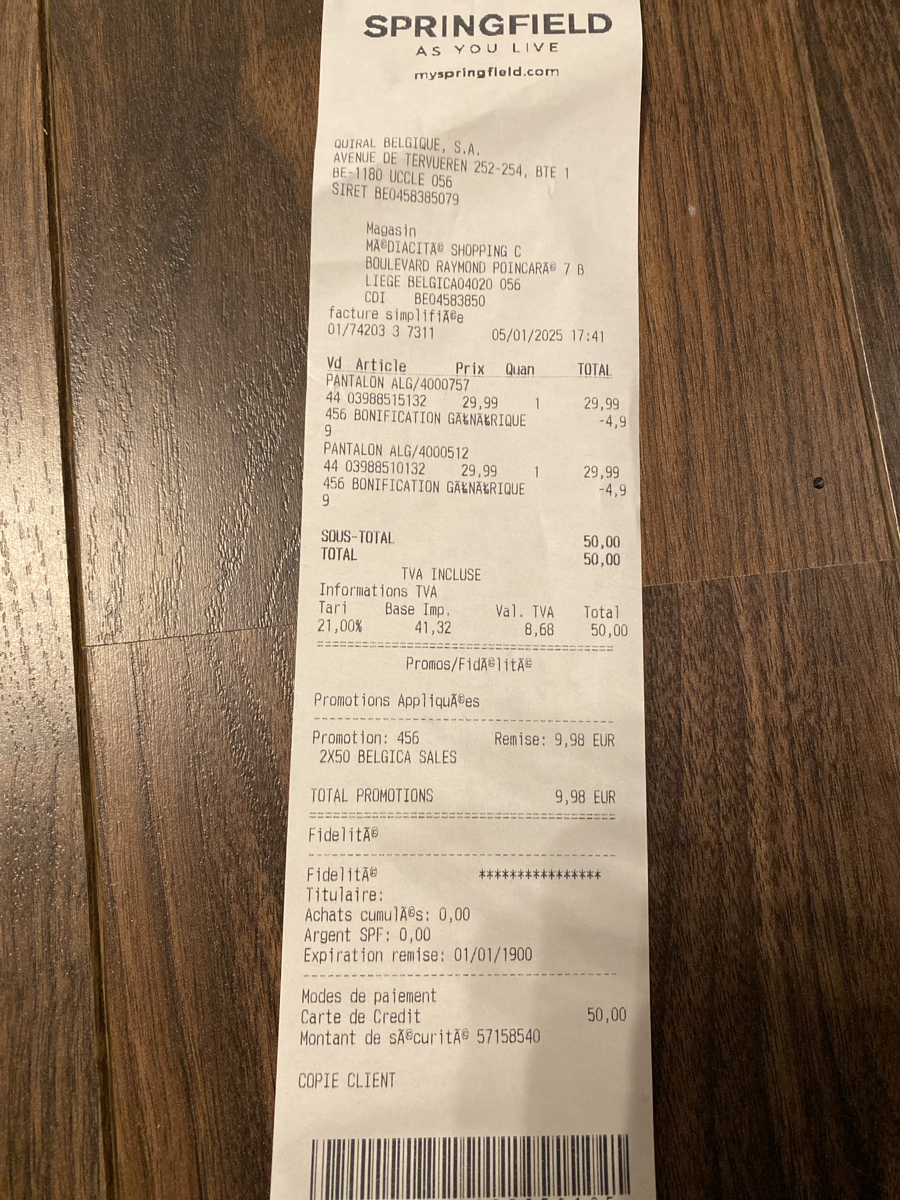 SPRINGFIELD
AS YOU LIVE
myspringfield.com
QUIRAL BELGIQUE, S.A.
AVENUE DE TERVUEREN 252-254, BTE 1
BE-1180 UCCLE 056
SIRET BE0458385079
Magasin
MÃ©DIACITÃ© SHOPPING C
BOULEVARD RAYMOND POINCARÃ© 7 B
LIEGE BELGICA04020 056
CDI BE04583850
facture simplifiÃ©e
01/74203 3 7311 05/01/2025 17:41
Vd Article Prix Quan TOTAL
PANTALON ALG/4000757
44 03988515132 29,99 1 29,99
456 BONIFICATION GÃ‰NÃ‰RIQUE -4,9
9
PANTALON ALG/4000512
44 03988510132 29,99 1 29,99
456 BONIFICATION GÃ‰NÃ‰RIQUE -4,9
9
SOUS-TOTAL 50,00
TOTAL 50,00
TVA INCLUSE
Informations TVA
Tari Base Imp. Val. TVA Total
21,00% 41,32 8,68 50,00
Promos/FidÃ©litÃ©
Promotions AppliquÃ©es
Promotion: 456 Remise: 9,98 EUR
2X50 BELGICA SALES
TOTAL PROMOTIONS 9,98 EUR
FidelitÃ©
FidelitÃ© ****************
Titulaire:
Achats cumulÃ©s: 0,00
Argent SPF: 0,00
Expiration remise: 01/01/1900
Modes de paiement
Carte de Credit 50,00
Montant de sÃ©curitÃ© 57158540
COPIE CLIENT